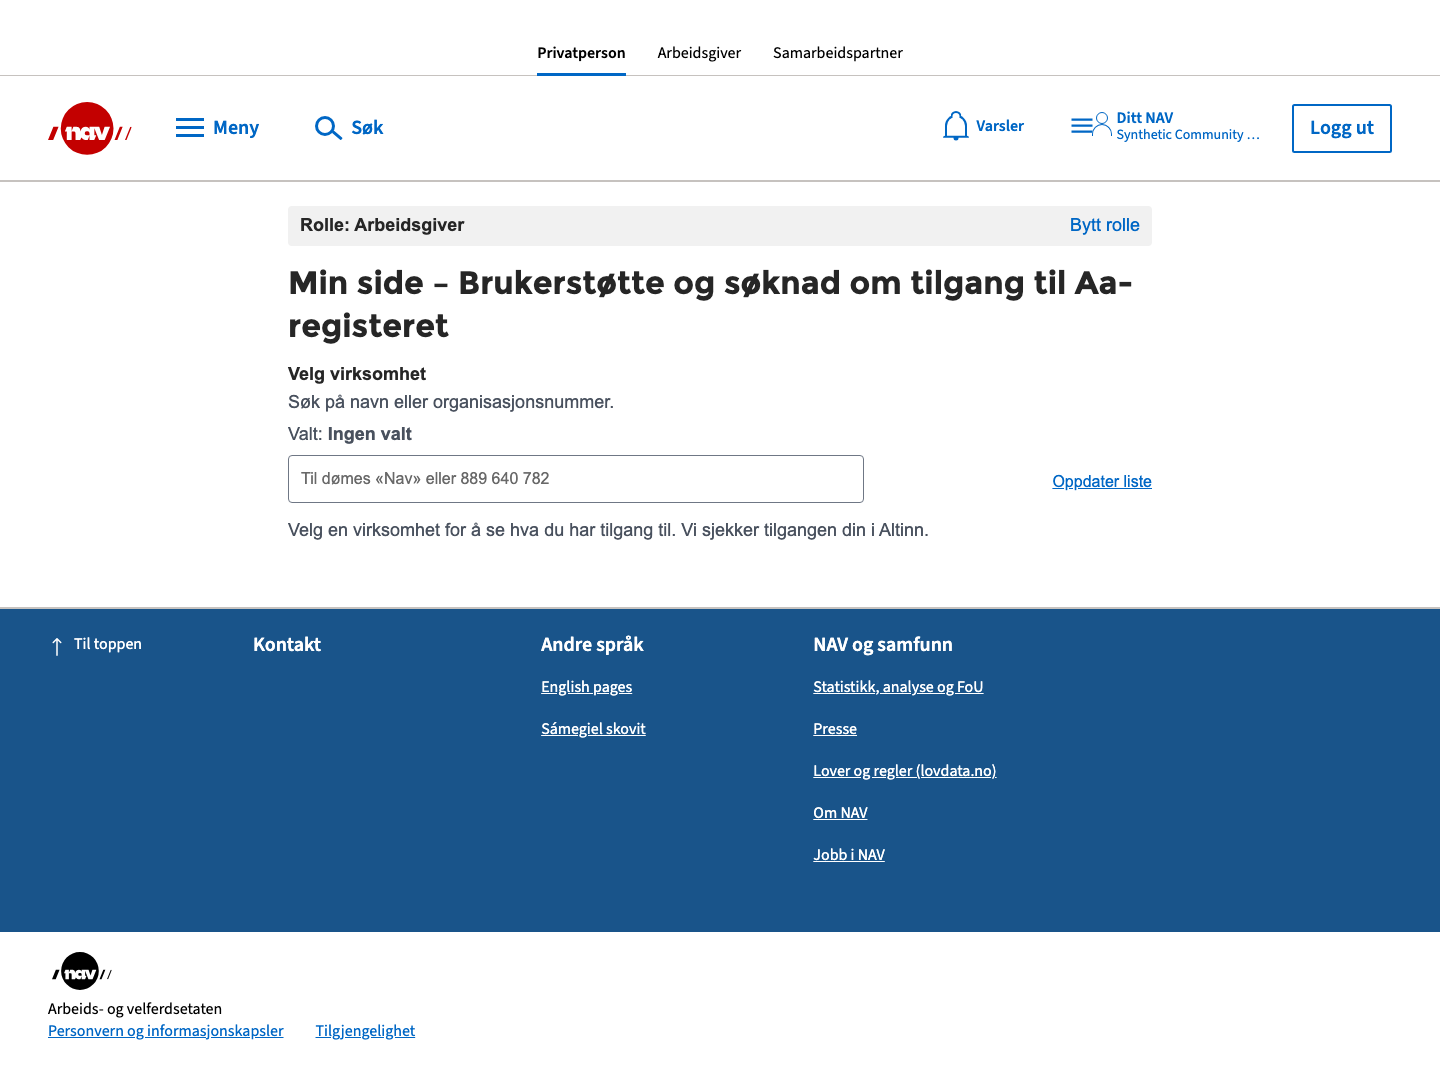 Privatperson Arbeidsgiver Samarbeidspartner
nav Meny Søk Varsler Ditt NAV Logg ut
Synthetic Community …
Rolle: Arbeidsgiver Bytt rolle
Min side – Brukerstøtte og søknad om tilgang til Aa-
registeret
Velg virksomhet
Søk på navn eller organisasjonsnummer.
Valt: Ingen valt
Til dømes «Nav» eller 889 640 782
Oppdater liste
Velg en virksomhet for å se hva du har tilgang til. Vi sjekker tilgangen din i Altinn.
Til toppen
Kontakt
Andre språk
English pages
Sámegiel skovit
NAV og samfunn
Statistikk, analyse og FoU
Presse
Lover og regler (lovdata.no)
Om NAV
Jobb i NAV
nav
Arbeids- og velferdsetaten
Personvern og informasjonskapsler Tilgjengelighet